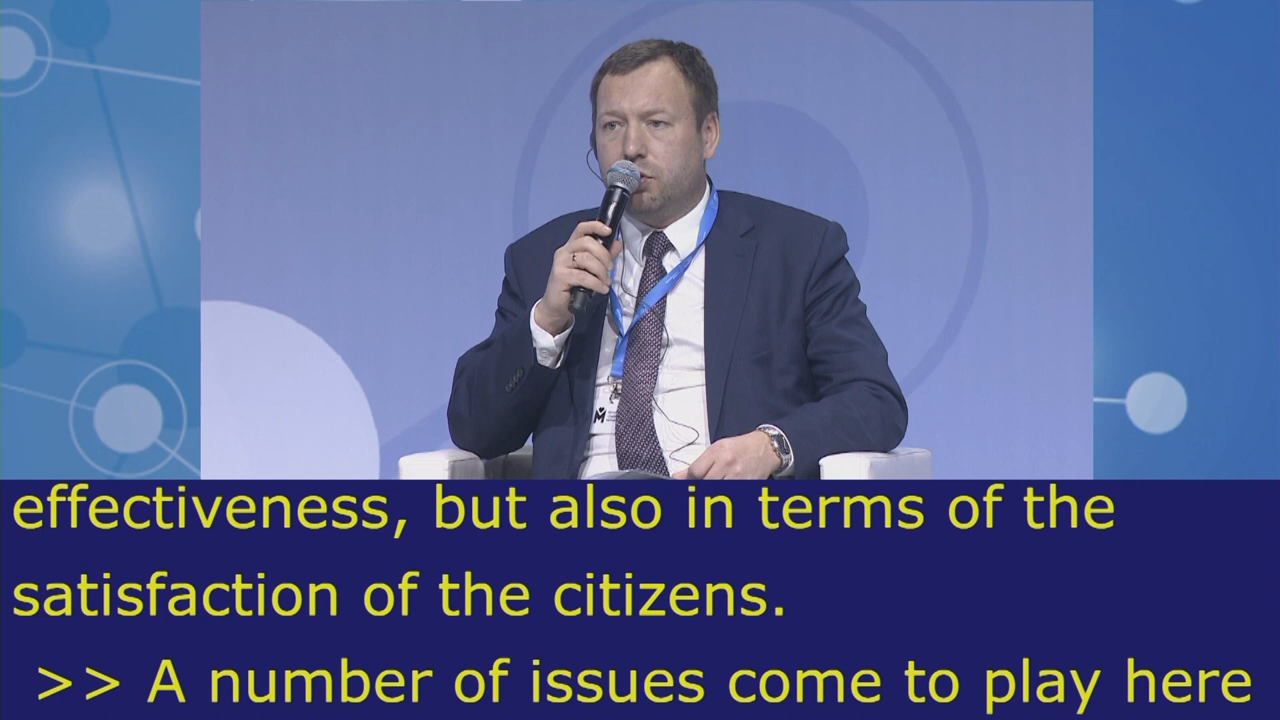 effectiveness, but also in terms of the
satisfaction of the citizens.
>> A number of issues come to play here